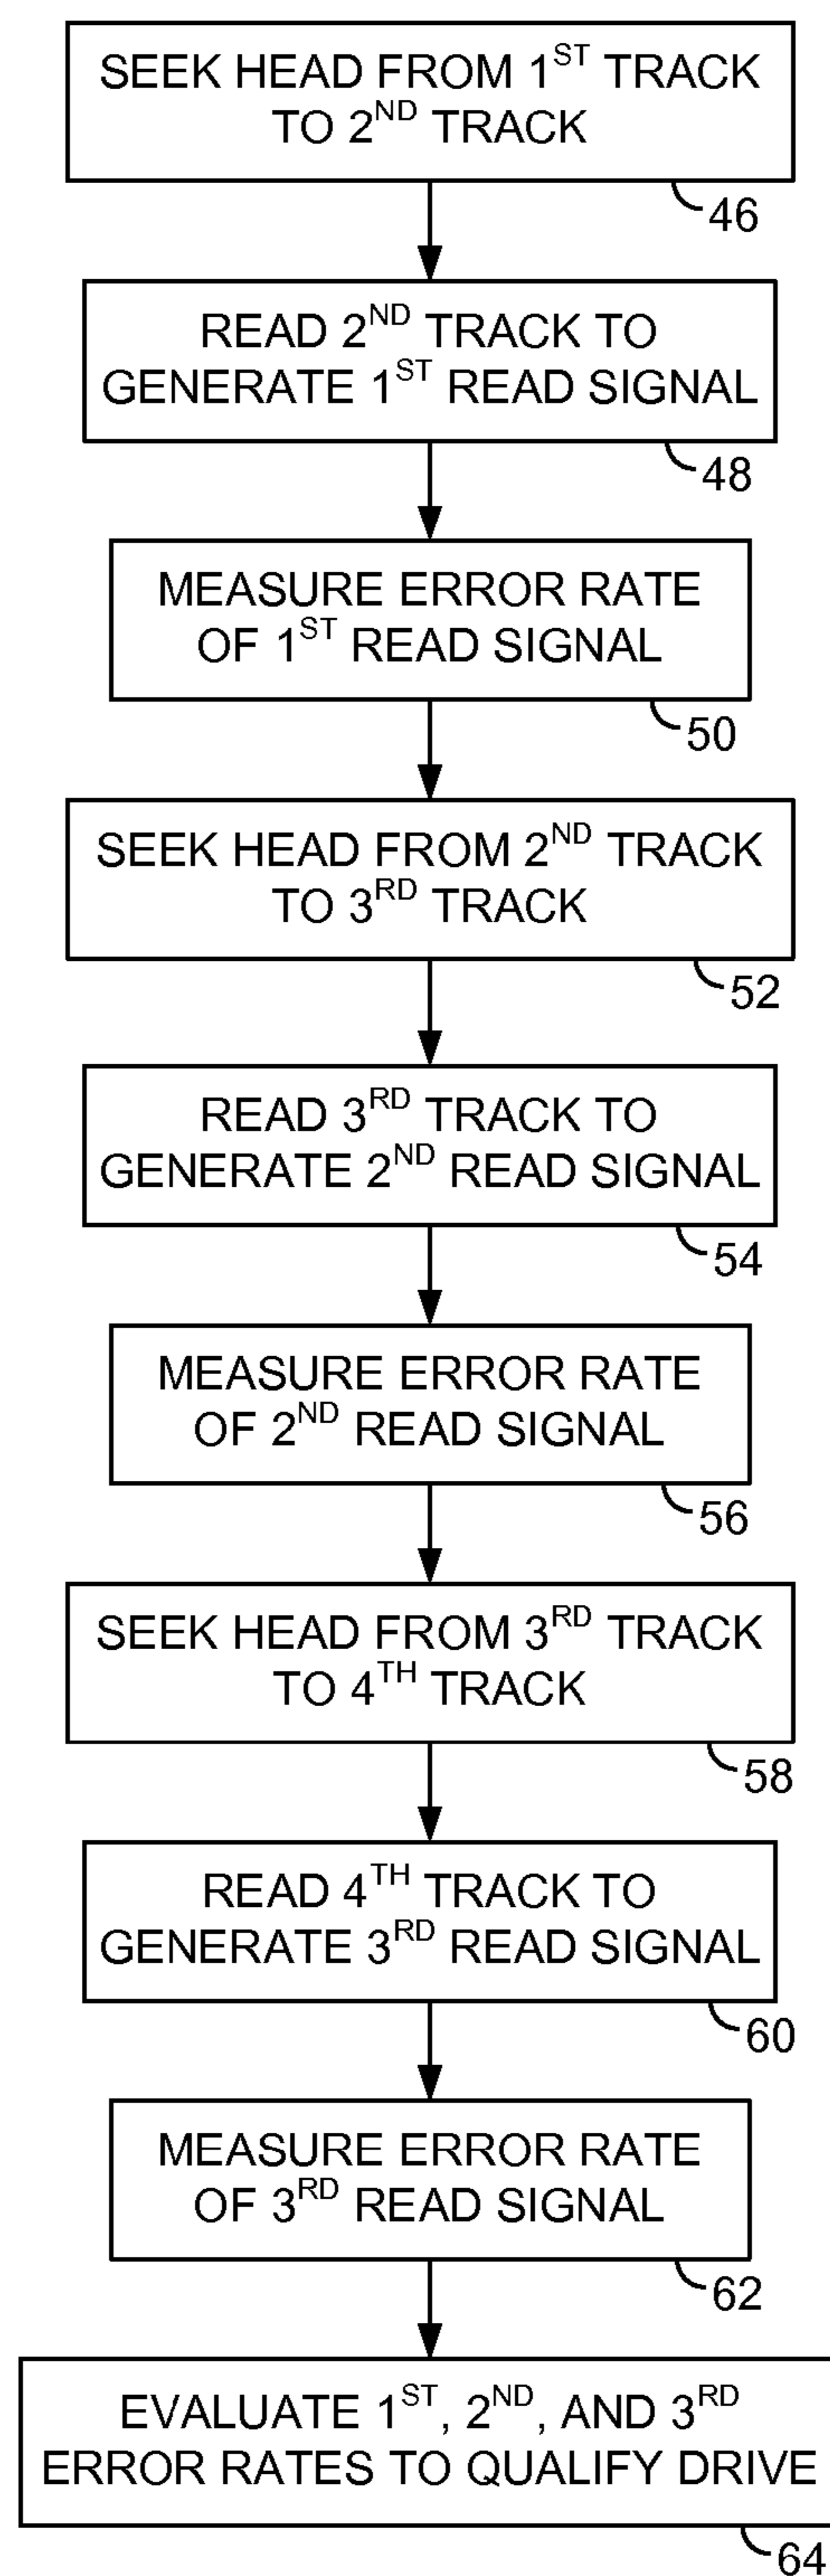 SEEK HEAD FROM 1ST TRACK
TO 2ND TRACK
46
READ 2ND TRACK TO
GENERATE 1ST READ SIGNAL
48
MEASURE ERROR RATE
OF 1ST READ SIGNAL
50
SEEK HEAD FROM 2ND TRACK
TO 3RD TRACK
52
READ 3RD TRACK TO
GENERATE 2ND READ SIGNAL
54
MEASURE ERROR RATE
OF 2ND READ SIGNAL
56
SEEK HEAD FROM 3RD TRACK
TO 4TH TRACK
58
READ 4TH TRACK TO
GENERATE 3RD READ SIGNAL
60
MEASURE ERROR RATE
OF 3RD READ SIGNAL
62
EVALUATE 1ST, 2ND, AND 3RD
ERROR RATES TO QUALIFY DRIVE
64